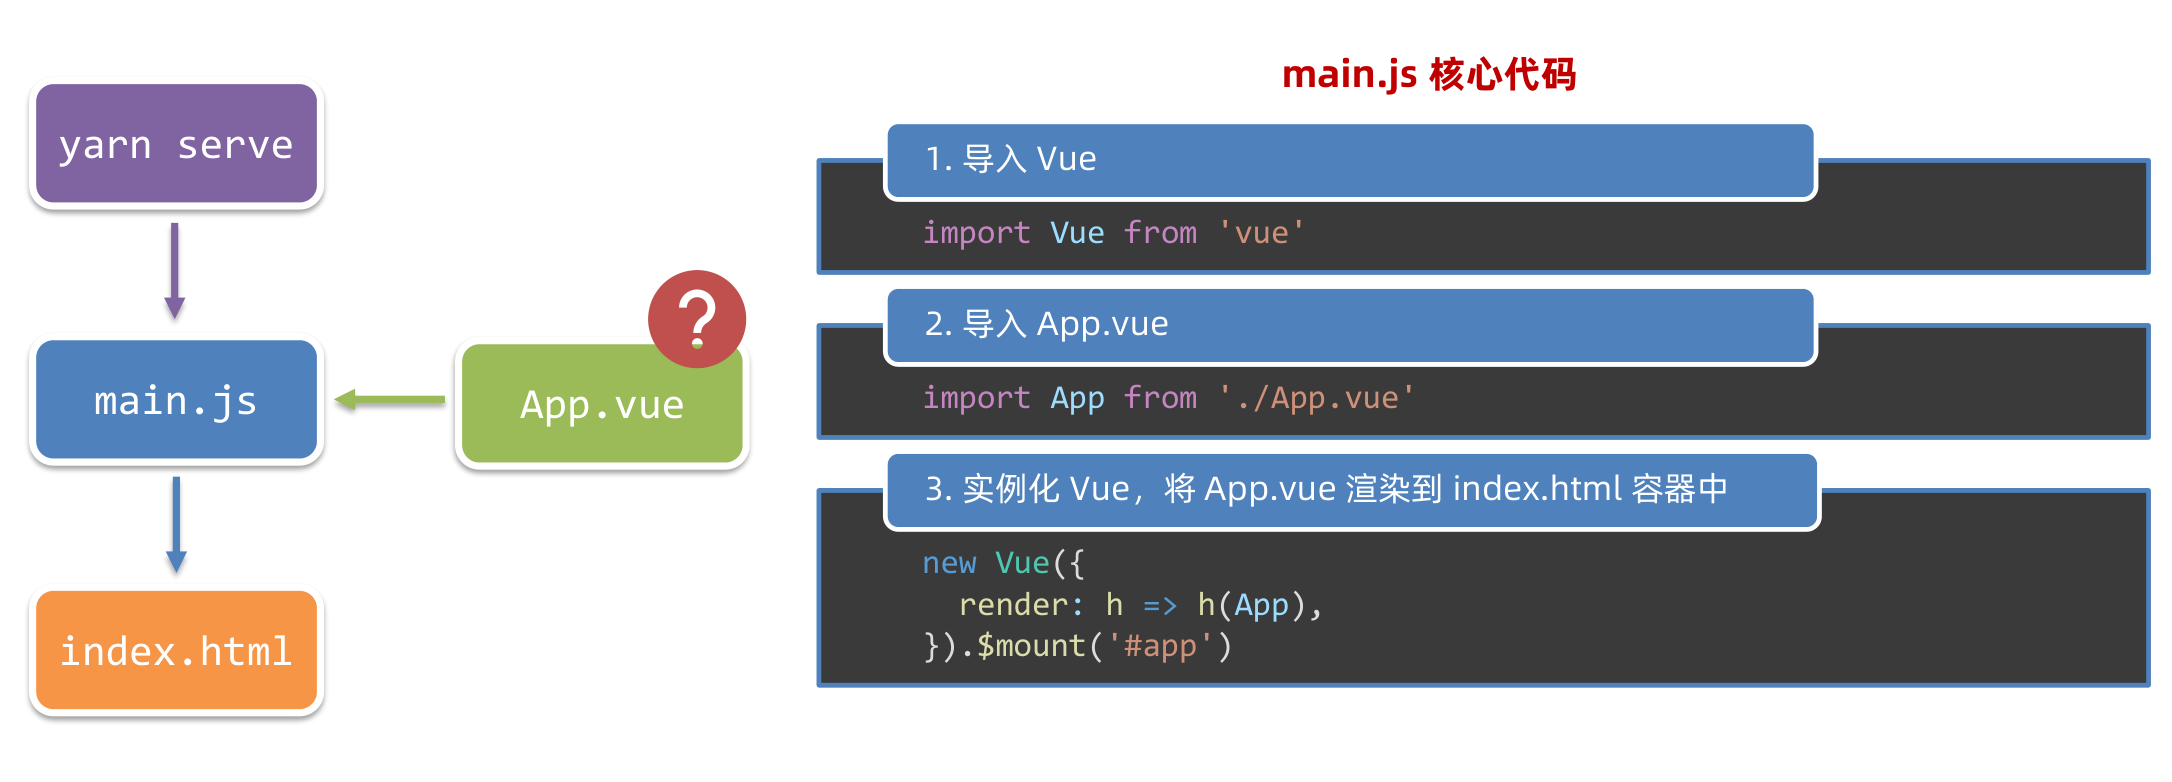 yarn serve
main.js
App.vue
?
index.html
main.js 核心代码
1. 导入 Vue
import Vue from 'vue'
2. 导入 App.vue
import App from './App.vue'
3. 实例化 Vue，将 App.vue 渲染到 index.html 容器中
new Vue({
  render: h => h(App),
}).$mount('#app')